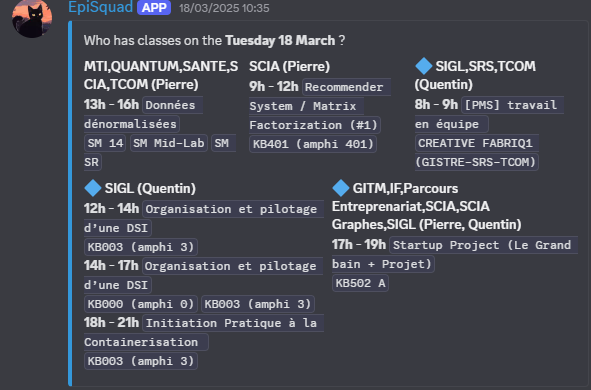 EpiSquad APP 18/03/2025 10:35
Who has classes on the Tuesday 18 March ?
MTI,QUANTUM,SANTE,S
CIA,TCOM (Pierre)
13h - 16h Données
dénormalisées
SM 14 SM Mid-Lab SM
SR
SCIA (Pierre)
9h - 12h Recommender
System / Matrix
Factorization (#1)
KB401 (amphi 401)
🔷 SIGL,SRS,TCOM
(Quentin)
8h - 9h [PMS] travail
en équipe
CREATIVE FABRIQ1
(GISTRE-SRS-TCOM)
🔷 SIGL (Quentin)
12h - 14h Organisation et pilotage
d’une DSI
KB003 (amphi 3)
14h - 17h Organisation et pilotage
d’une DSI
KB000 (amphi 0) KB003 (amphi 3)
18h - 21h Initiation Pratique à la
Containerisation
KB003 (amphi 3)
🔷 GITM,IF,Parcours
Entreprenariat,SCIA,SCIA
Graphes,SIGL (Pierre, Quentin)
17h - 19h Startup Project (Le Grand
bain + Projet)
KB502 A